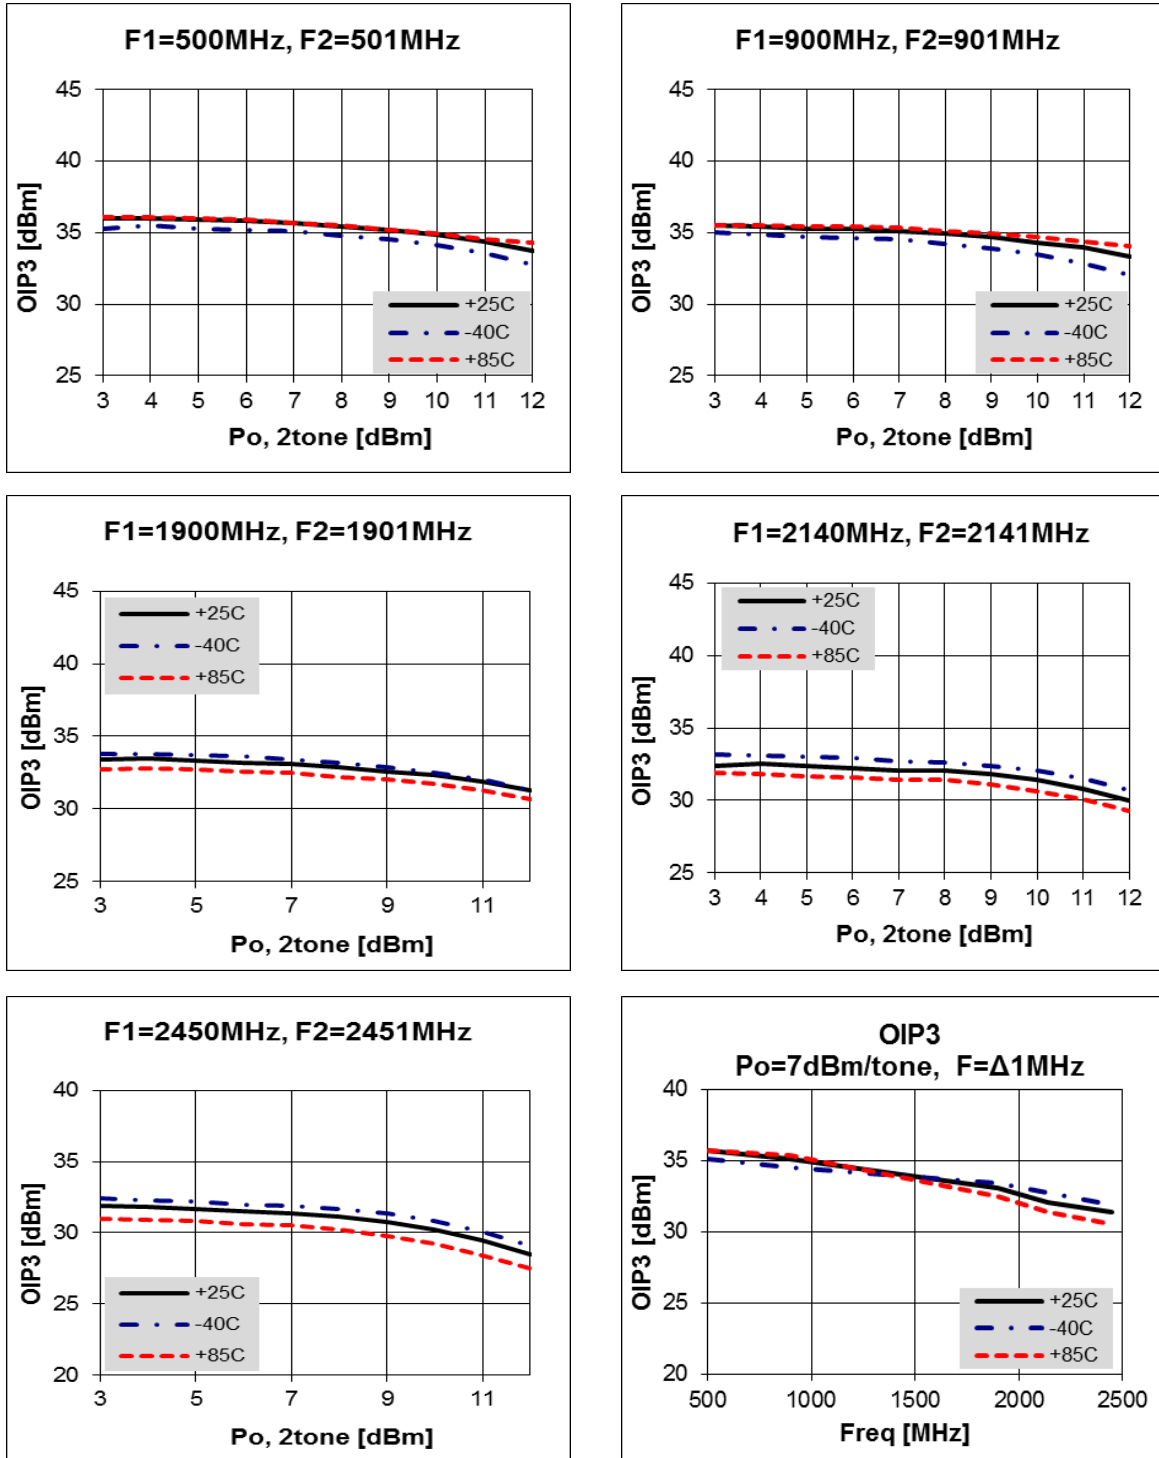 F1=500MHz, F2=501MHz
45
40
35
30
25
OIP3 [dBm]
+25C
-40C
+85C
3 4 5 6 7 8 9 10 11 12
Po, 2tone [dBm]
F1=900MHz, F2=901MHz
45
40
35
30
25
OIP3 [dBm]
+25C
-40C
+85C
3 4 5 6 7 8 9 10 11 12
Po, 2tone [dBm]
F1=1900MHz, F2=1901MHz
45
40
35
30
25
OIP3 [dBm]
+25C
-40C
+85C
3 5 7 9 11
Po, 2tone [dBm]
F1=2140MHz, F2=2141MHz
45
40
35
30
25
OIP3 [dBm]
+25C
-40C
+85C
3 4 5 6 7 8 9 10 11 12
Po, 2tone [dBm]
F1=2450MHz, F2=2451MHz
40
35
30
25
20
OIP3 [dBm]
+25C
-40C
+85C
3 5 7 9 11
Po, 2tone [dBm]
OIP3
Po=7dBm/tone, F=Δ1MHz
40
35
30
25
20
OIP3 [dBm]
+25C
-40C
+85C
500 1000 1500 2000 2500
Freq [MHz]